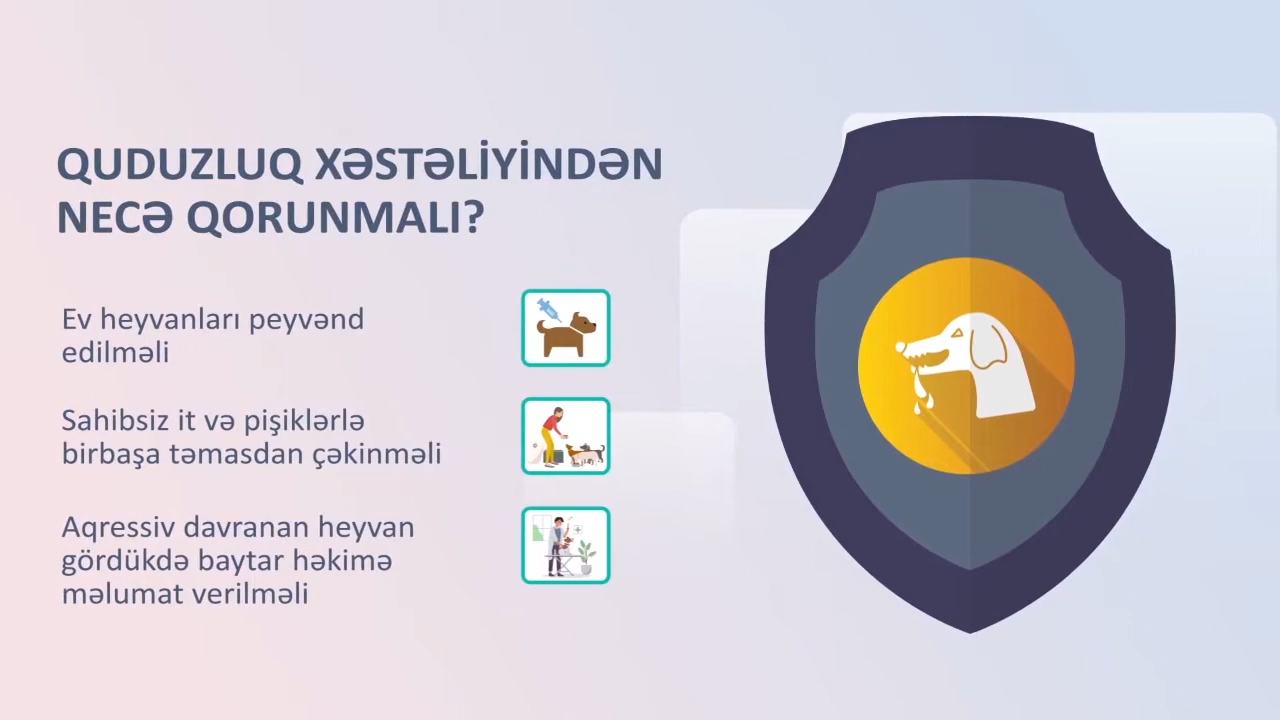 QUDUZLUQ XƏSTƏLİYİNDƏN
NECƏ QORUNMALI?
Ev heyvanları peyvənd
edilməli
Sahibsiz it və pişiklərlə
birbaşa təmasdan çəkinməli
Aqressiv davranan heyvan
gördükdə baytar həkimə
məlumat verilməli